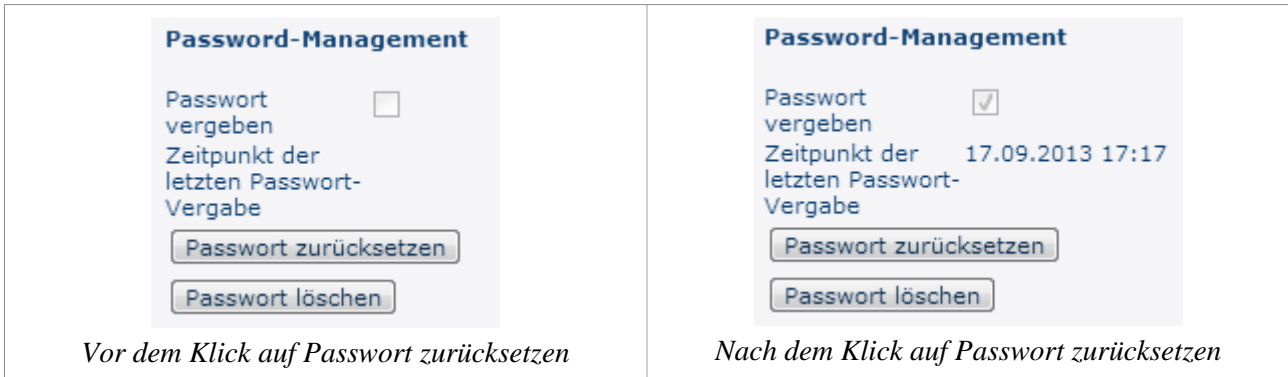 Password-Management
Passwort
vergeben
Zeitpunkt der
letzten Passwort-
Vergabe
Passwort zurücksetzen
Passwort löschen
Vor dem Klick auf Passwort zurücksetzen
Password-Management
Passwort
vergeben
Zeitpunkt der 17.09.2013 17:17
letzten Passwort-
Vergabe
Passwort zurücksetzen
Passwort löschen
Nach dem Klick auf Passwort zurücksetzen